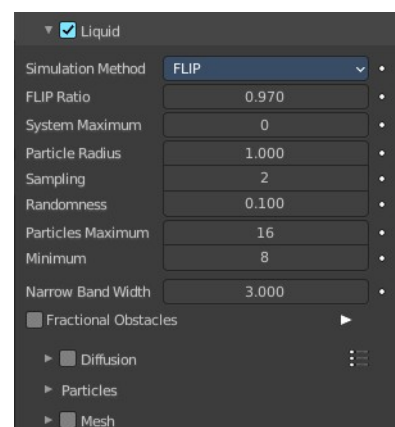 Liquid
Simulation Method FLIP
FLIP Ratio 0.970
System Maximum 0
Particle Radius 1.000
Sampling 2
Randomness 0.100
Particles Maximum 16
Minimum 8
Narrow Band Width 3.000
Fractional Obstacles
Diffusion
Particles
Mesh